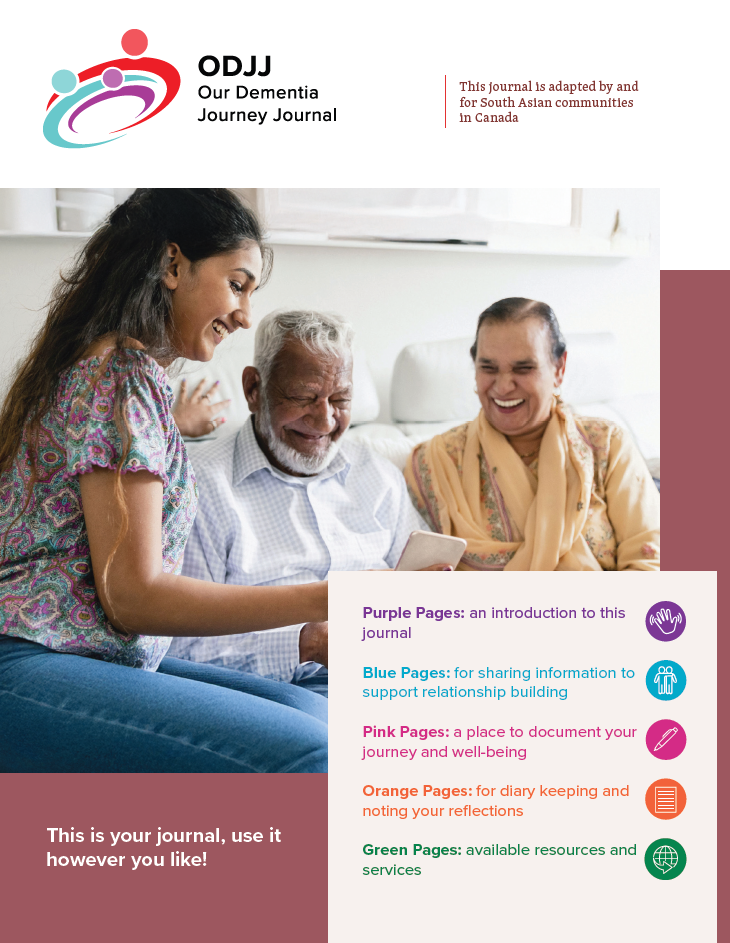 ODJJ
Our Dementia
Journey Journal
This journal is adapted by and
for South Asian communities
in Canada
Purple Pages: an introduction to this
journal
Blue Pages: for sharing information to
support relationship building
Pink Pages: a place to document your
journey and well-being
Orange Pages: for diary keeping and
noting your reflections
Green Pages: available resources and
services
This is your journal, use it
however you like!